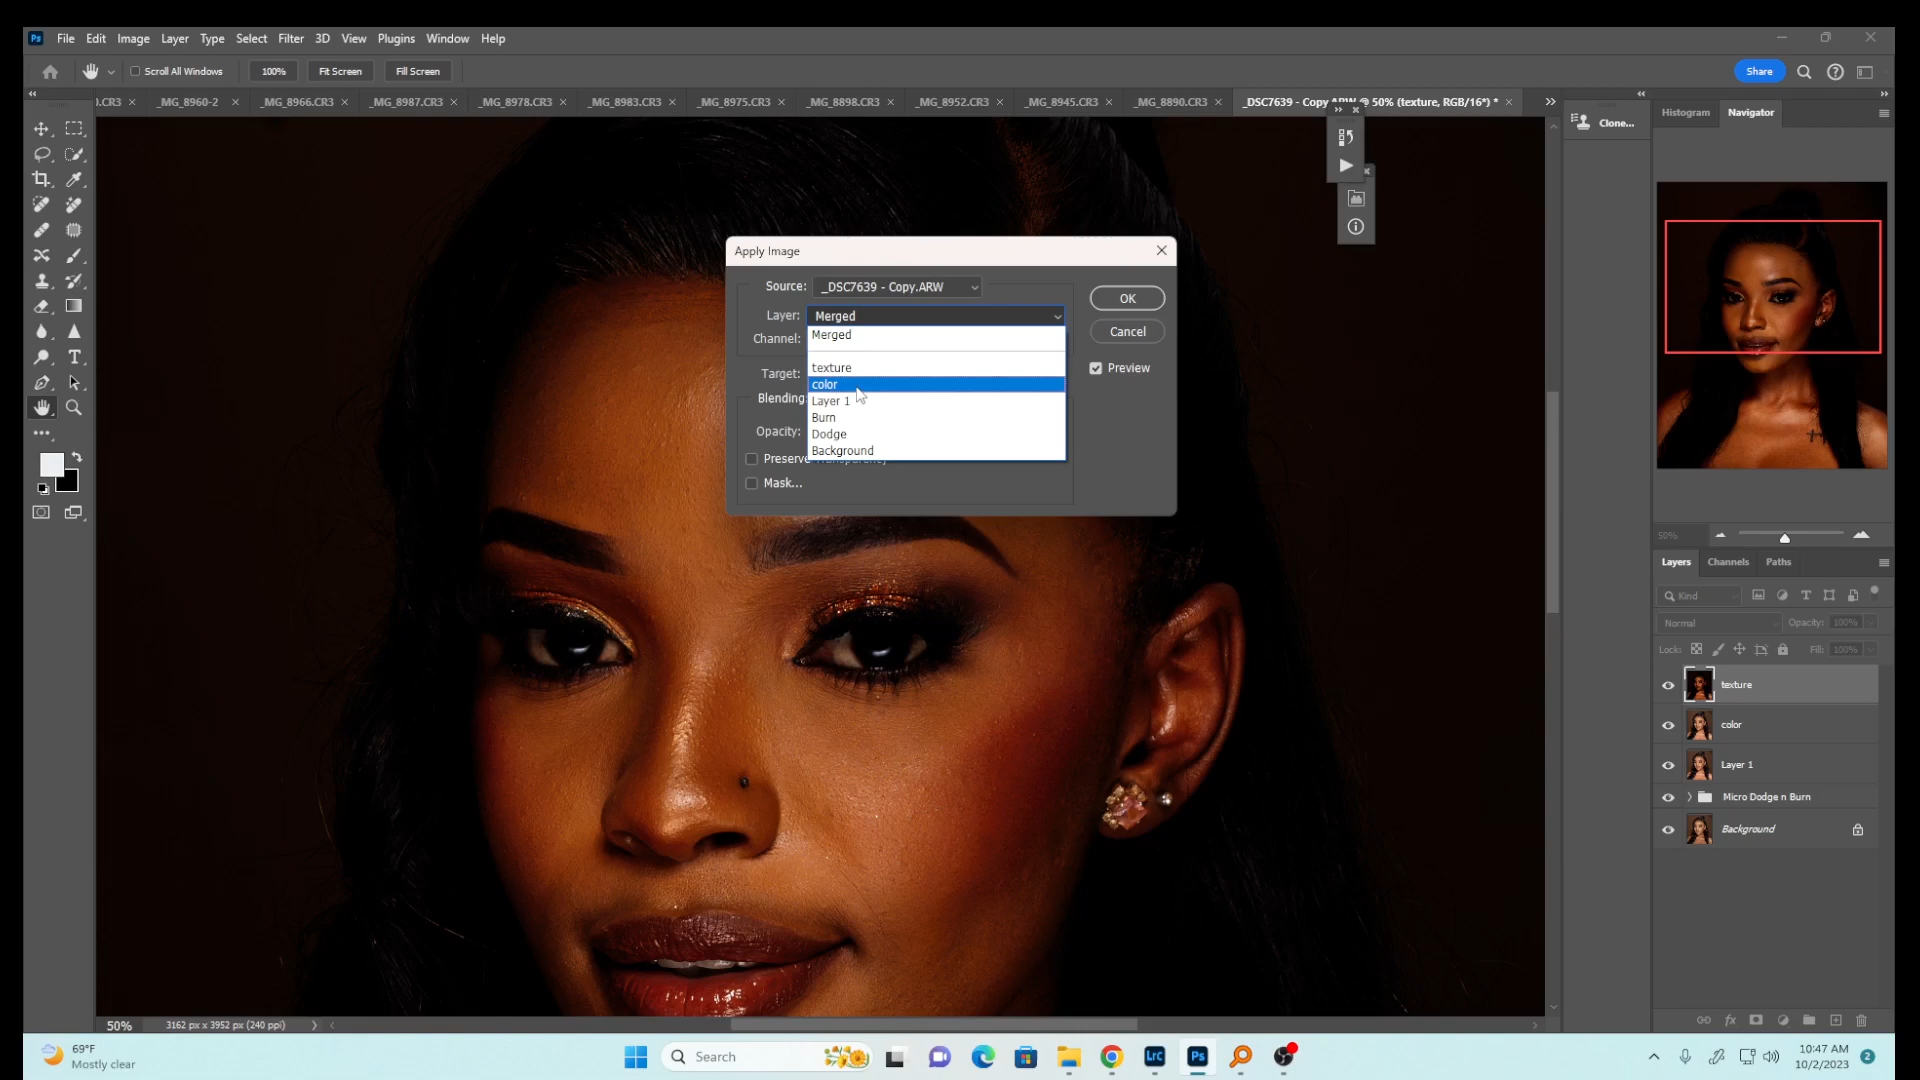 Ps File Edit Image Layer Type Select Filter 3D View Plugins Window Help
Scroll All Windows 100% Fit Screen Fill Screen Share
).CR3 × _MG_8960-2 × _MG_8966.CR3 × _MG_8987.CR3 × _MG_8978.CR3 × _MG_8983.CR3 × _MG_8975.CR3 × _MG_8898.CR3 × _MG_8952.CR3 × _MG_8945.CR3 × _MG_8890.CR3 × _DSC7639 - Copy.ARW @ 50% (texture, RGB/16*) * ×
Clone...
Histogram Navigator
Apply Image
Source: _DSC7639 - Copy.ARW
Layer: Merged
Channel:
Target:
Blending:
Opacity:
Preserve Transparency
Mask...
Merged
texture
color
Layer 1
Burn
Dodge
Background
OK
Cancel
Preview
50%
Layers Channels Paths
Kind
Normal Opacity: 100%
Lock: Fill: 100%
texture
color
Layer 1
Micro Dodge n Burn
Background
50% 3162 px x 3952 px (240 ppi)
69°F
Mostly clear
Search
LrC
Ps
10:47 AM
10/2/2023
2